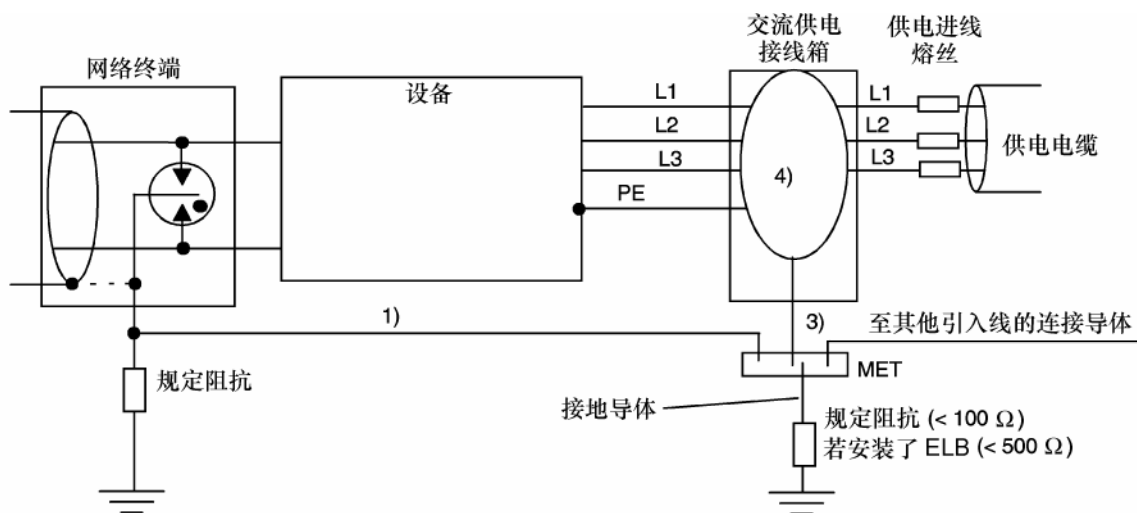 交流供电
接线箱
供电进线
熔丝
网络终端
设备
L1
L2
L3
PE
4)
L1
L2
L3
供电电缆
1)
3)
至其他引入线的连接导体
MET
规定阻抗
接地导体
规定阻抗 (< 100 Ω)
若安装了 ELB (< 500 Ω)